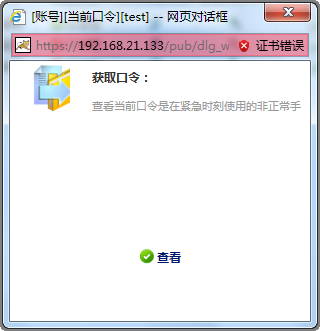 [账号][当前口令][test] -- 网页对话框
https://192.168.21.133/pub/dlg_w 证书错误
获取口令：
查看当前口令是在紧急时刻使用的非正常手
查看